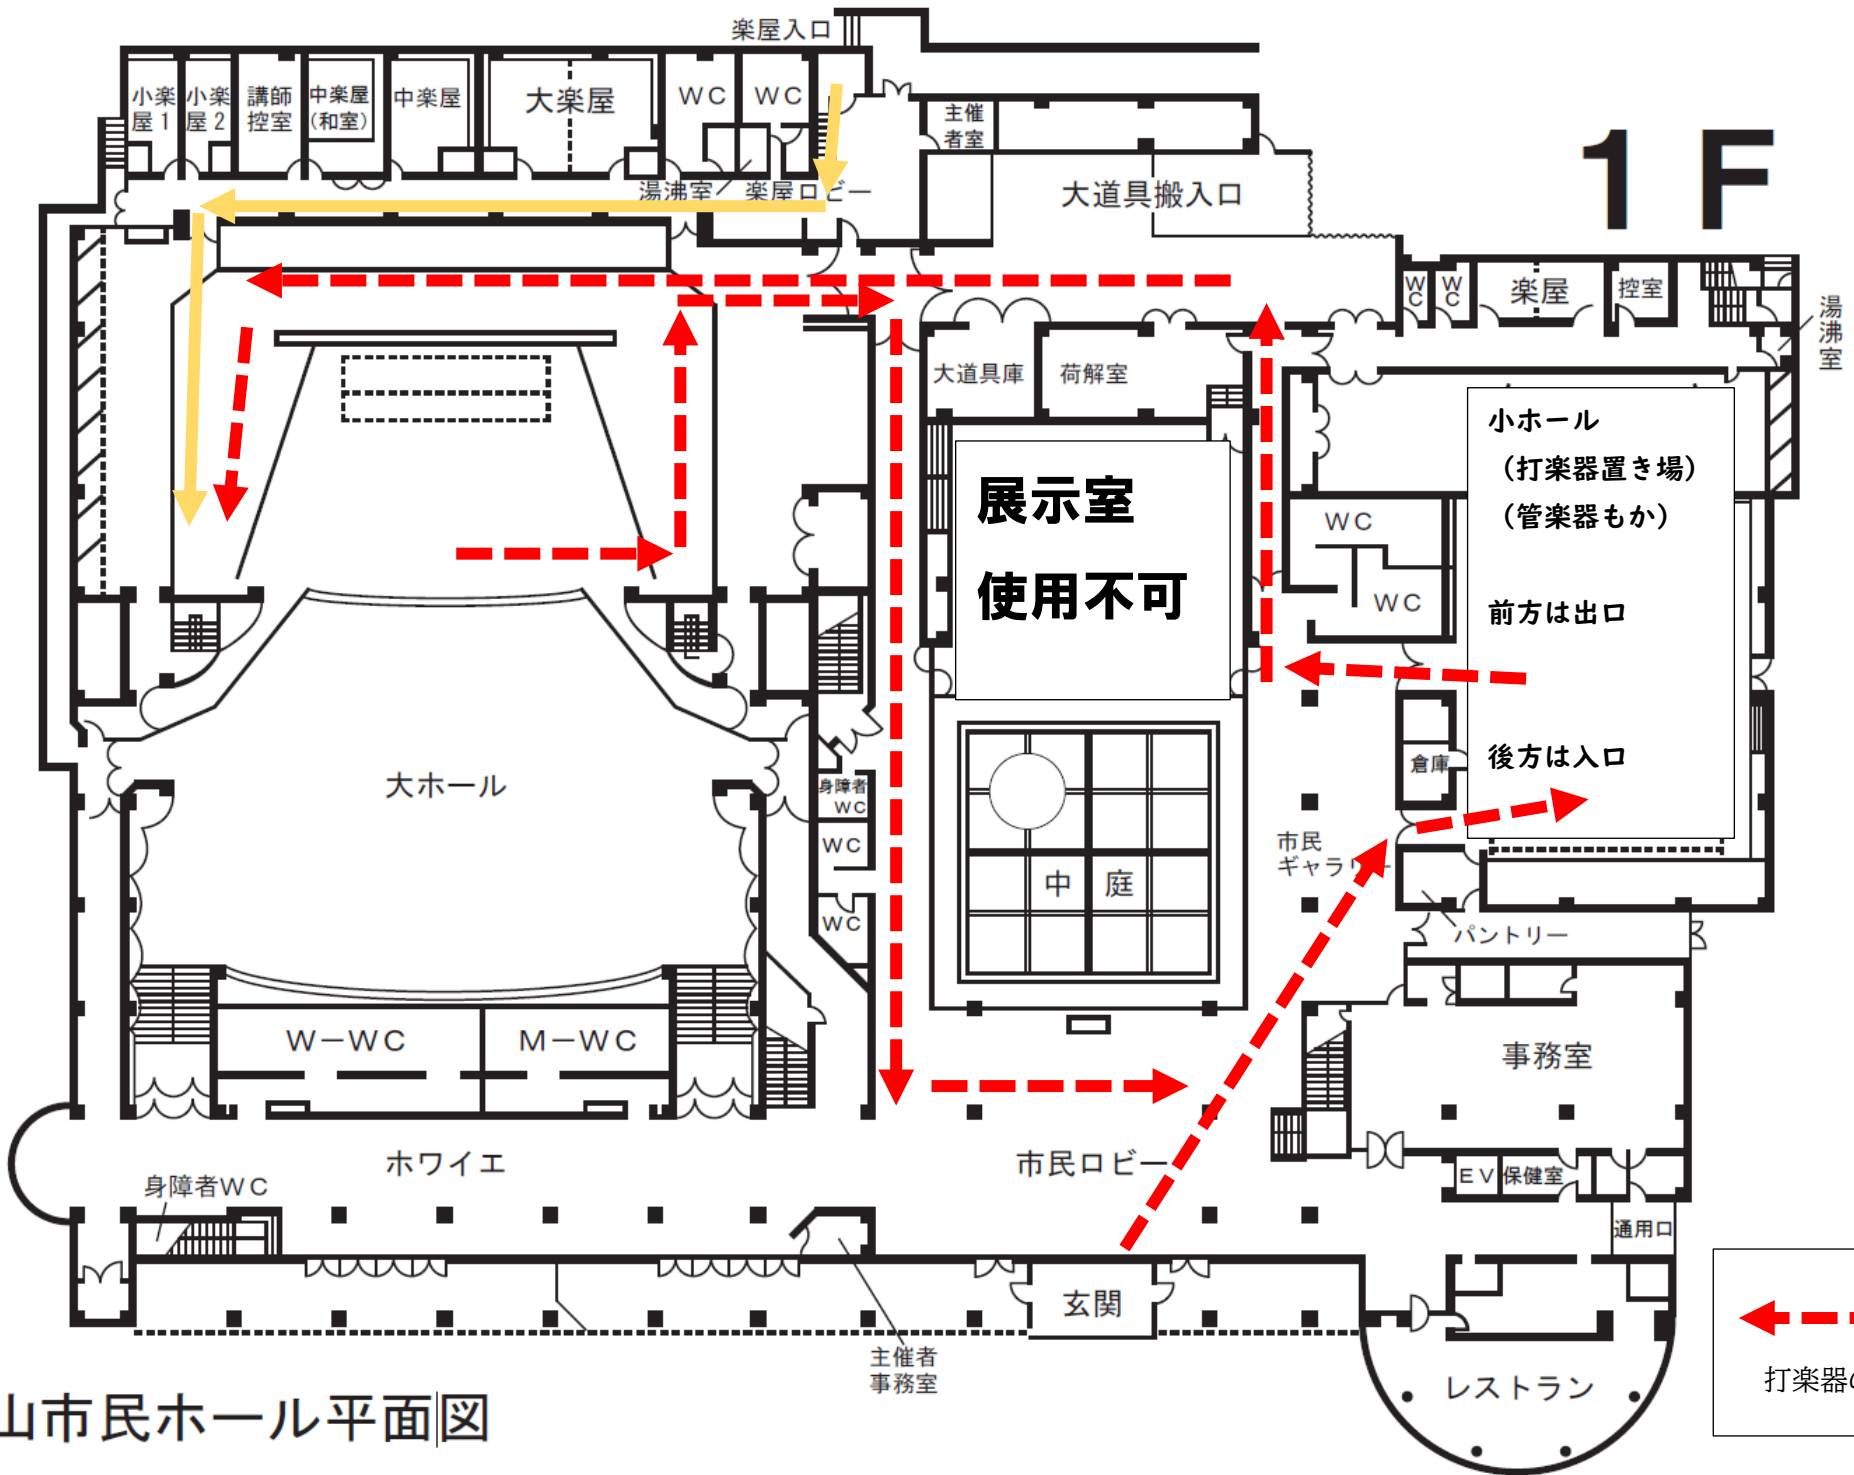 楽屋入口
小楽屋1
小楽屋2
講師控室
中楽屋
(和室)
中楽屋
大楽屋
WC
WC
主催者室
1F
湯沸室
楽屋ロビー
大道具搬入口
WC
WC
楽屋
控室
湯沸室
大道具庫
荷解室
小ホール
(打楽器置き場)
(管楽器もか)
前方は出口
後方は入口
展示室
使用不可
WC
WC
倉庫
大ホール
身障者
WC
WC
WC
市民
ギャラリー
中庭
パントリー
W-WC
M-WC
事務室
ホワイエ
市民ロビー
EV
保健室
身障者WC
通用口
玄関
主催者
事務室
レストラン
打楽器の
山市民ホール平面図